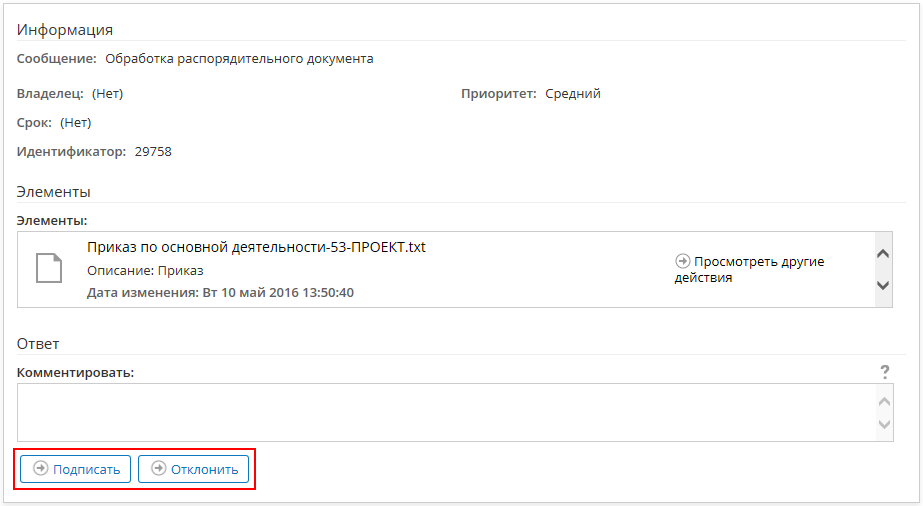 Информация
Сообщение: Обработка распорядительного документа
Владелец: (Нет) Приоритет: Средний
Срок: (Нет)
Идентификатор: 29758
Элементы
Элементы:
Приказ по основной деятельности-53-ПРОЕКТ.txt
Описание: Приказ
Дата изменения: Вт 10 май 2016 13:50:40
Просмотреть другие
действия
Ответ
Комментировать: ?
Подписать Отклонить